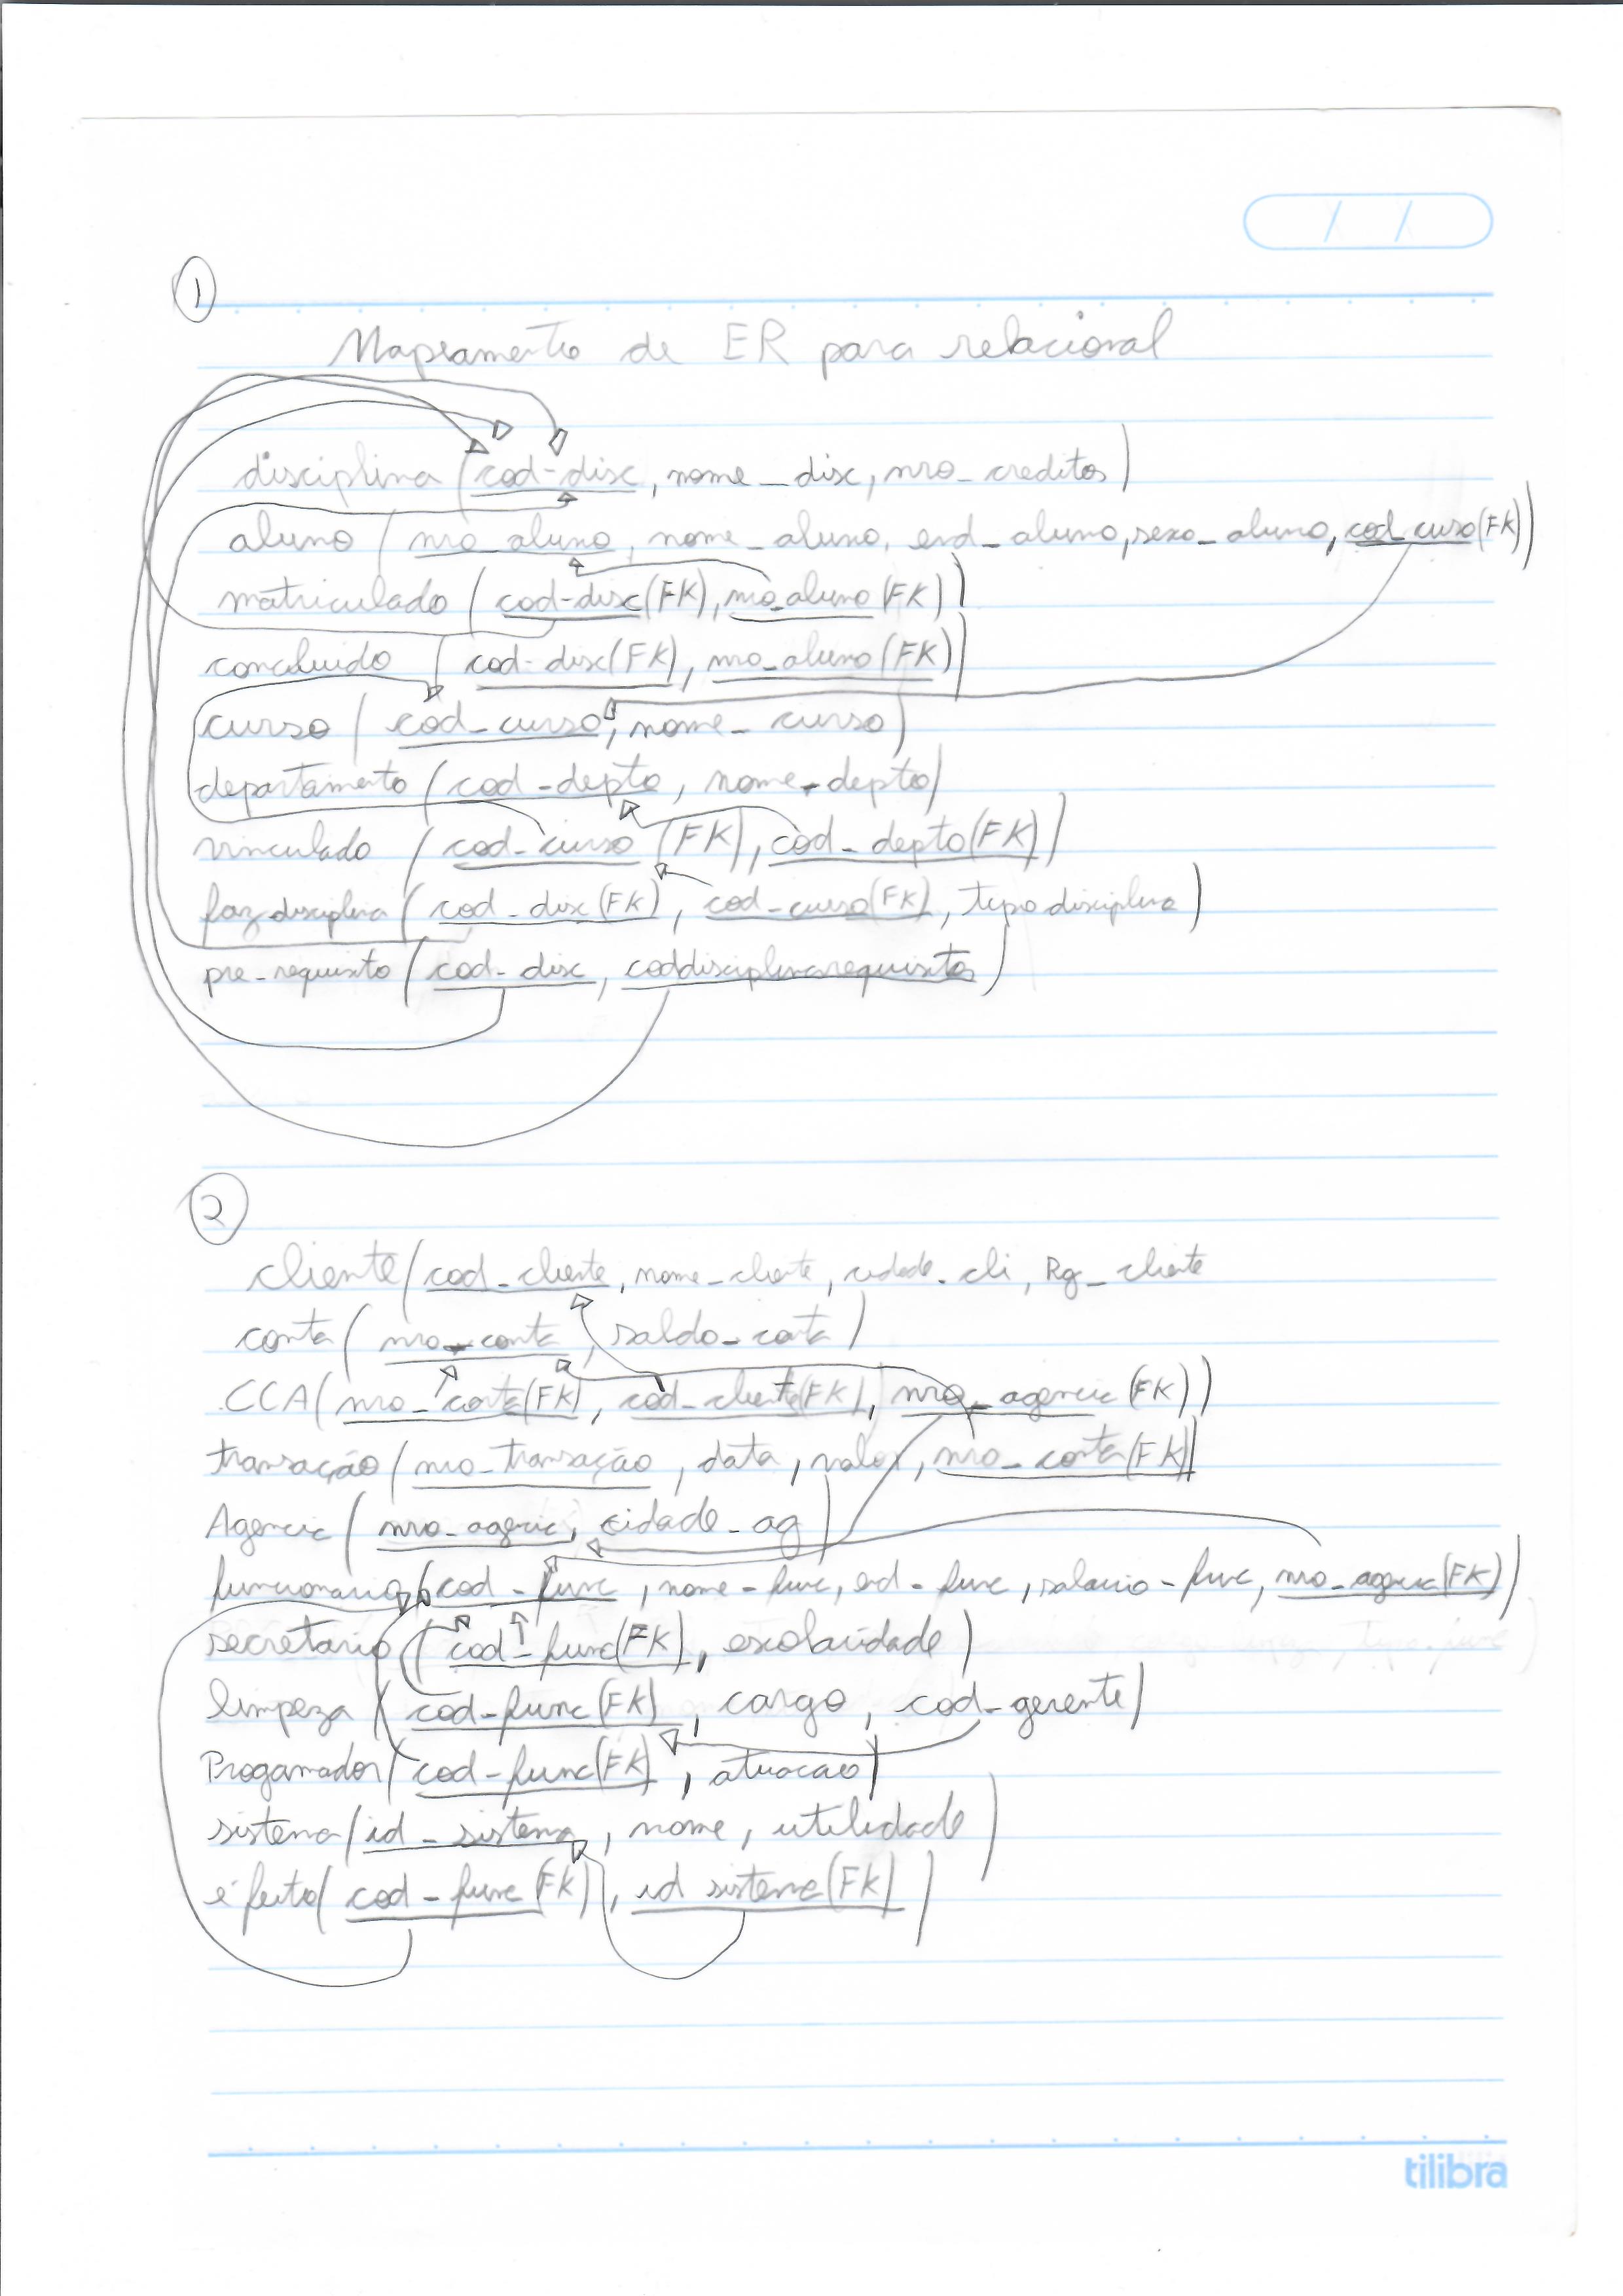 / /
1
Mapeamento de ER para relacional
disciplina (cod-disc, nome_disc, nro_creditos)
aluno (nro_aluno, nome_aluno, end_aluno, sexo_aluno, cod_curso(FK))
matriculado (cod-disc(FK), nro_aluno(FK))
concluido (cod-disc(FK), nro_aluno(FK))
curso (cod_curso, nome_curso)
departamento (cod-depto, nome-depto)
vinculado (cod-curso (FK), cod_depto(FK))
faz disciplina (cod_disc(FK), cod-curso(FK), tipo disciplina)
pre-requisito (cod-disc, coddisciplinarequisitos)
2
cliente (cod_cliente, nome_cliente, cidade_cli, Rg_cliente
conta (nro_conta, saldo_conta)
CCA (nro_conta(FK), cod_cliente(FK), nro_agencia(FK))
transação (nro_transação, data, valor, nro_conta(FK))
Agencia (nro_agencia, cidade_ag)
funcionario (cod_func, nome-func, end-func, salario-func, nro_agencia(FK))
secretario (cod-func(FK), escolaridade)
limpeza (cod-func(FK), cargo, cod-gerente)
Progamador (cod-func(FK), atuacao)
sistema (id_sistema, nome, utilidade)
é feito (cod-func(FK), id sistema(FK))
tilibra